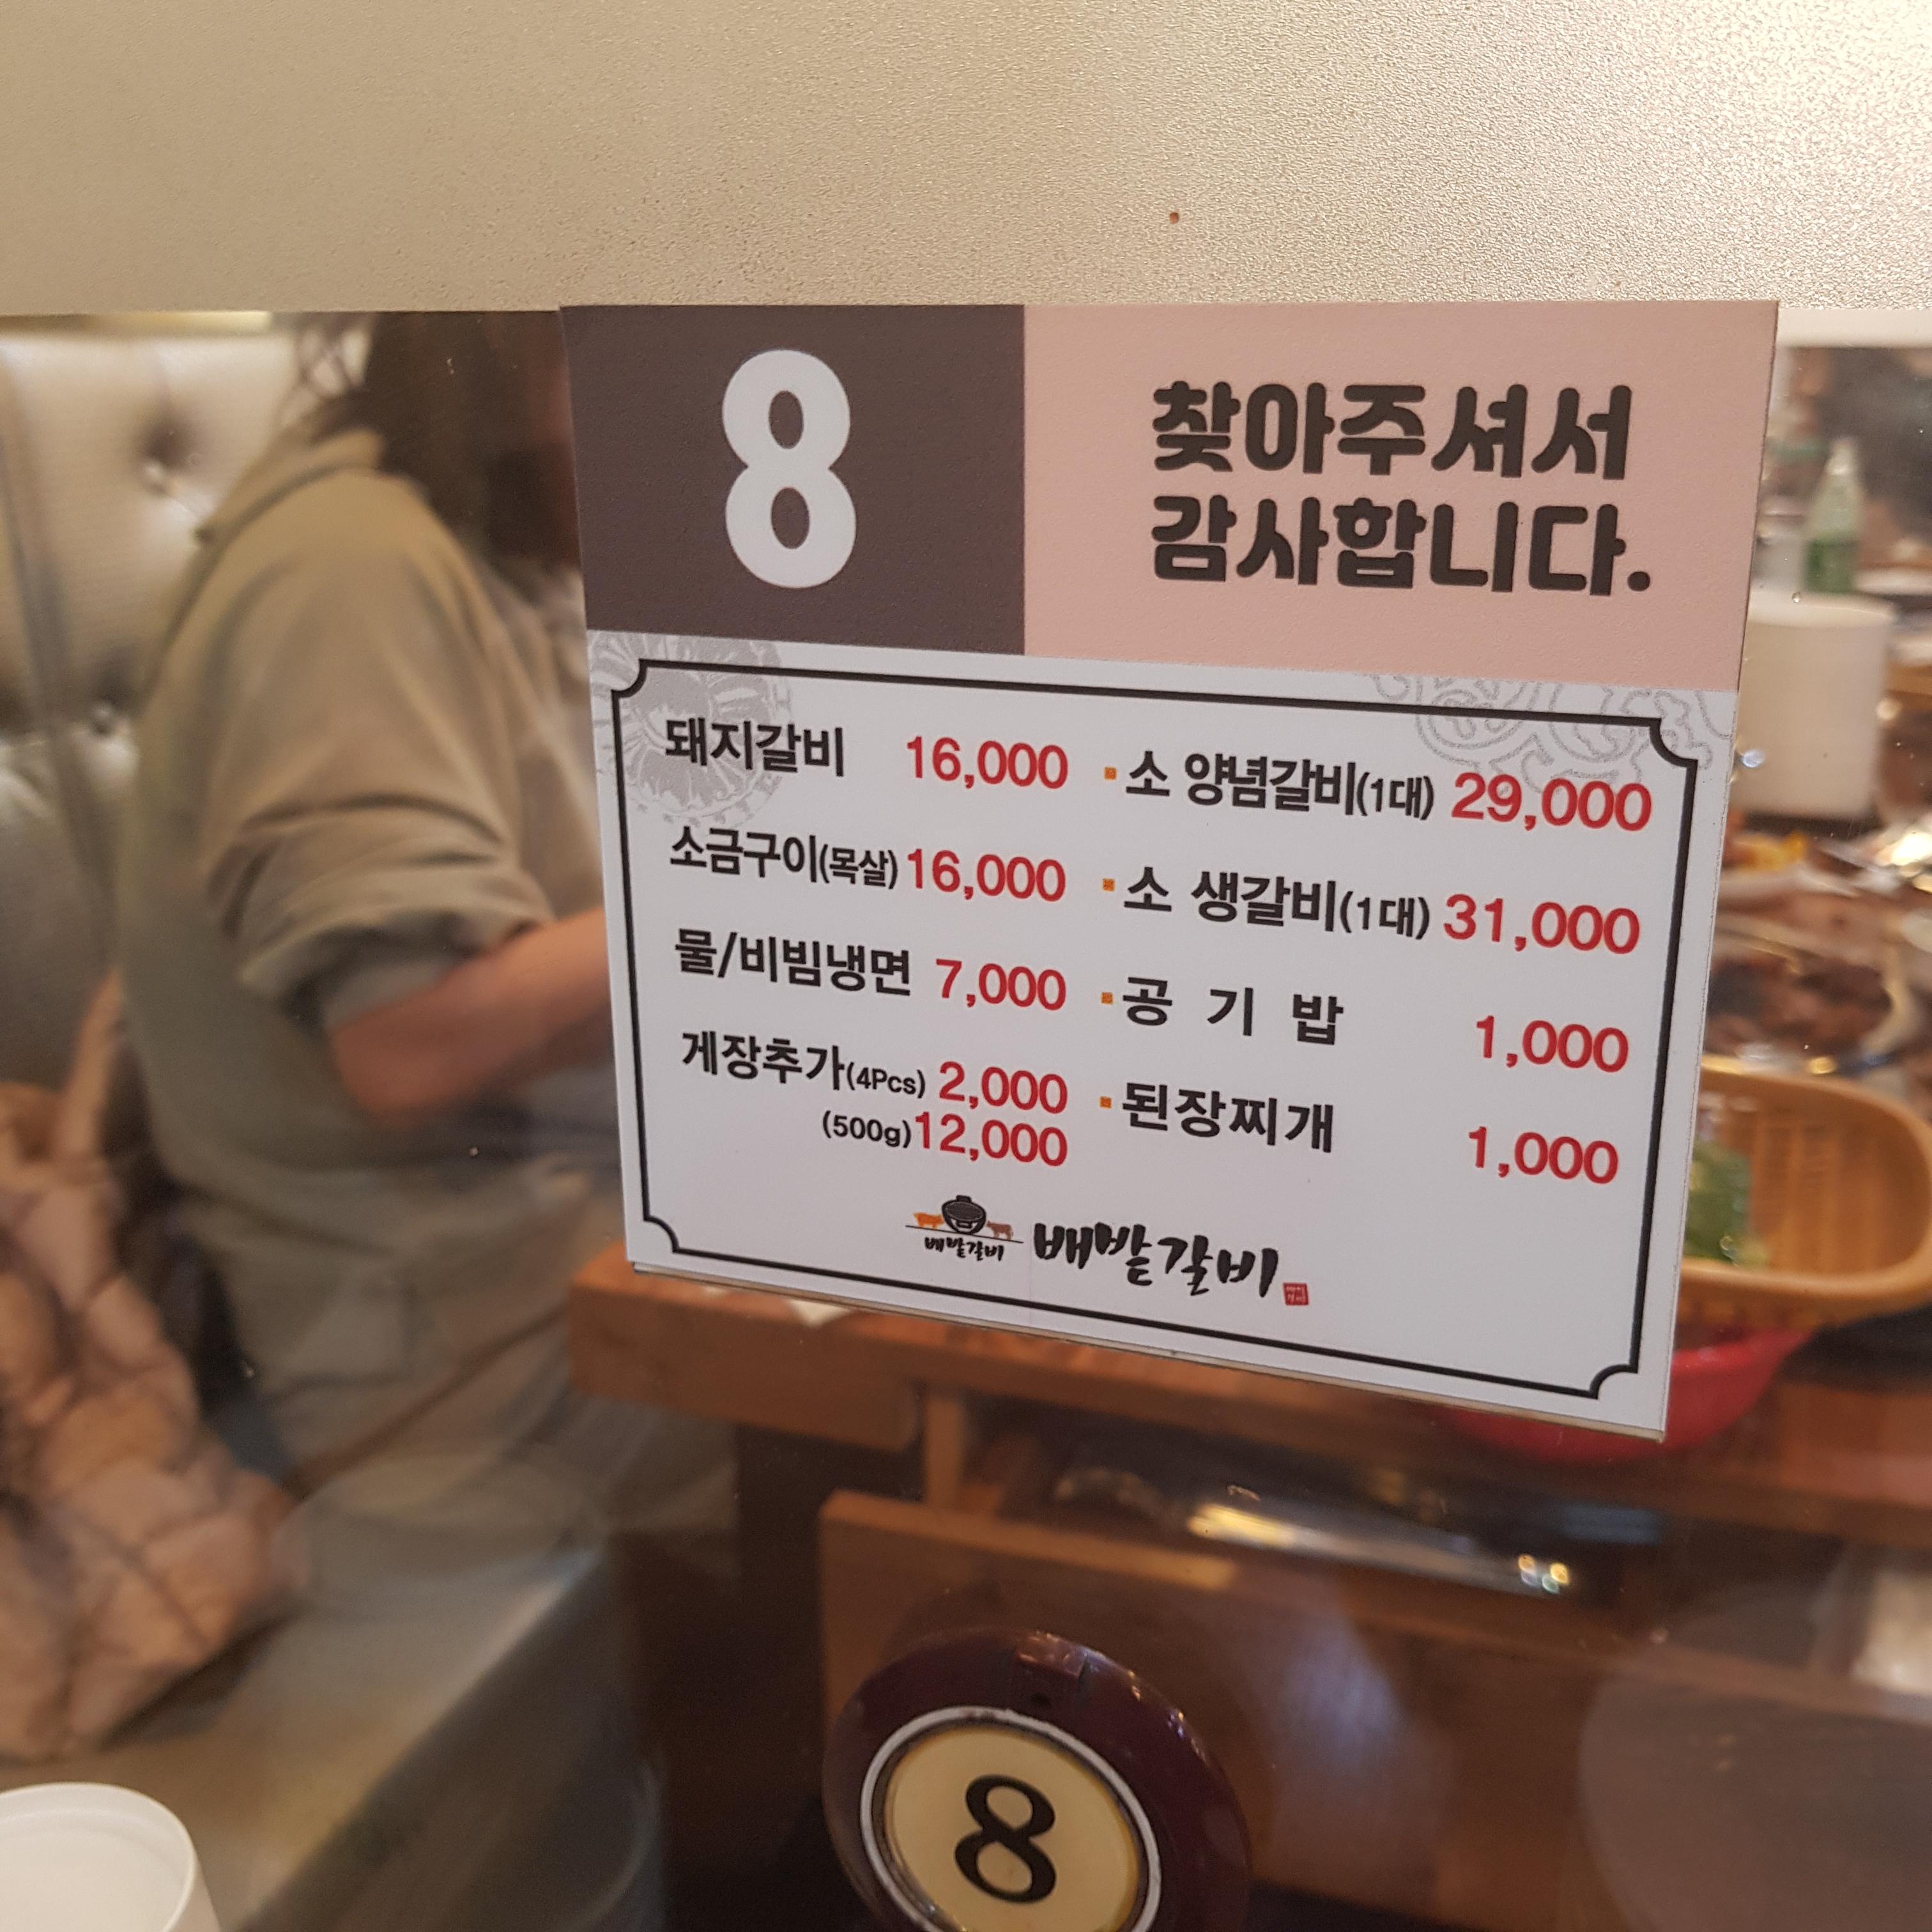 8
찾아주셔서
감사합니다.
돼지갈비 16,000
소금구이(목살) 16,000
물/비빔냉면 7,000
게장추가(4Pcs) 2,000
(500g) 12,000
소 양념갈비(1대) 29,000
소 생갈비(1대) 31,000
공 기 밥 1,000
된장찌개 1,000
배밭갈비
배밭갈비
8